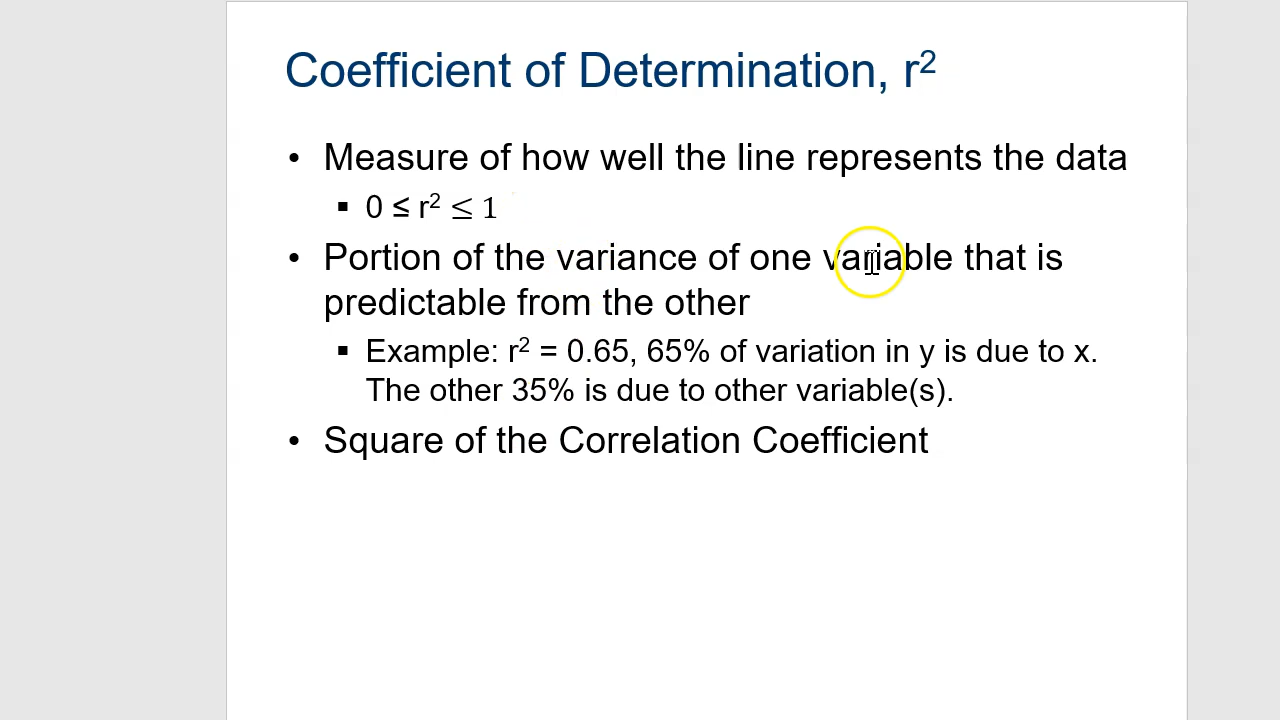 Coefficient of Determination, r²
• Measure of how well the line represents the data
▪ 0 ≤ r² ≤ 1
• Portion of the variance of one variable that is
predictable from the other
▪ Example: r² = 0.65, 65% of variation in y is due to x.
The other 35% is due to other variable(s).
• Square of the Correlation Coefficient